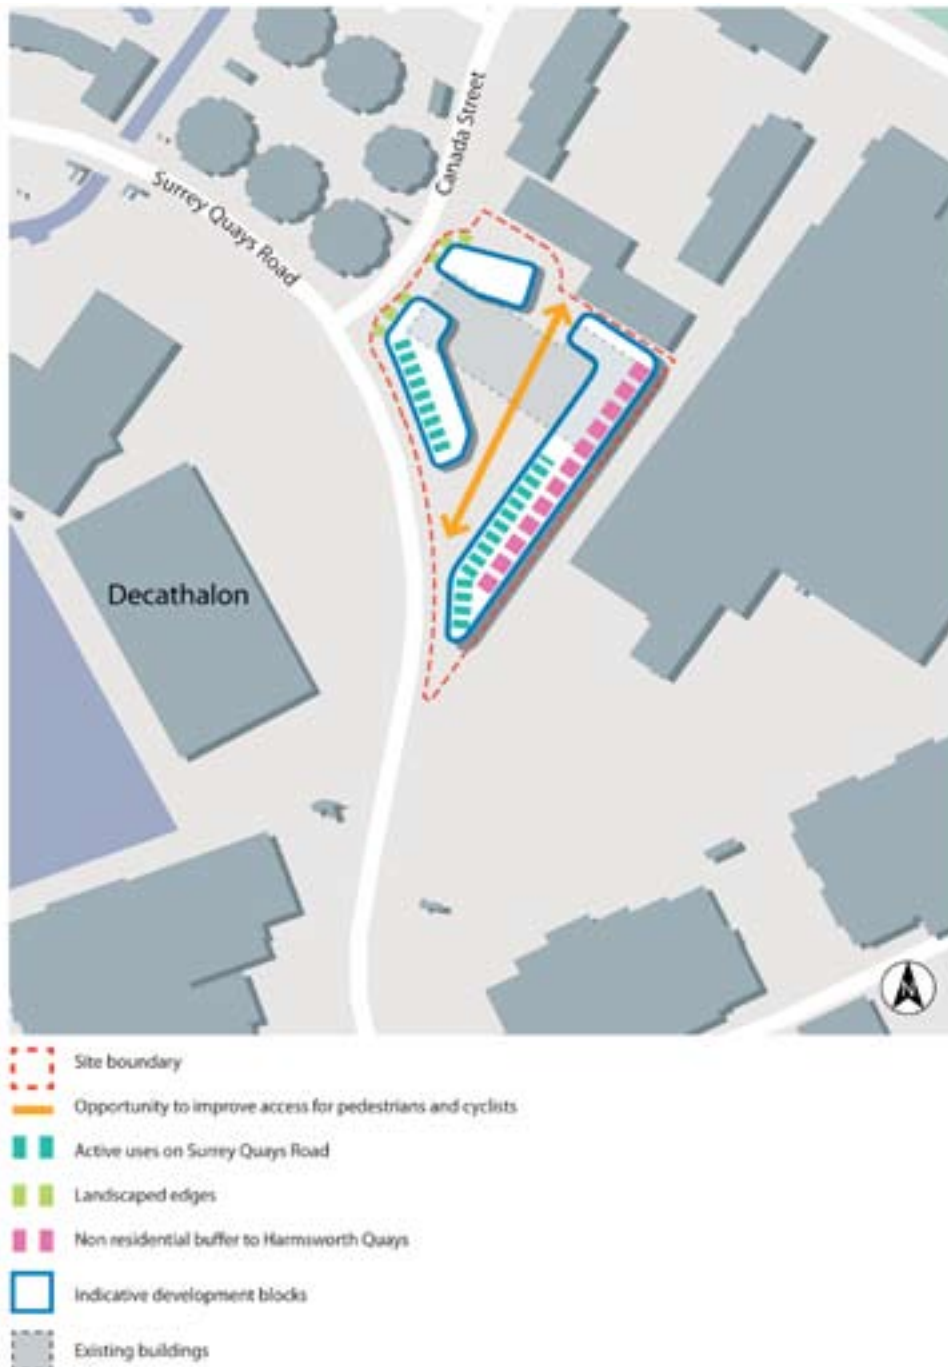 Canada Street
Surrey Quays Road
Decathalon
N
Site boundary
Opportunity to improve access for pedestrians and cyclists
Active uses on Surrey Quays Road
Landscaped edges
Non residential buffer to Harmsworth Quays
Indicative development blocks
Existing buildings